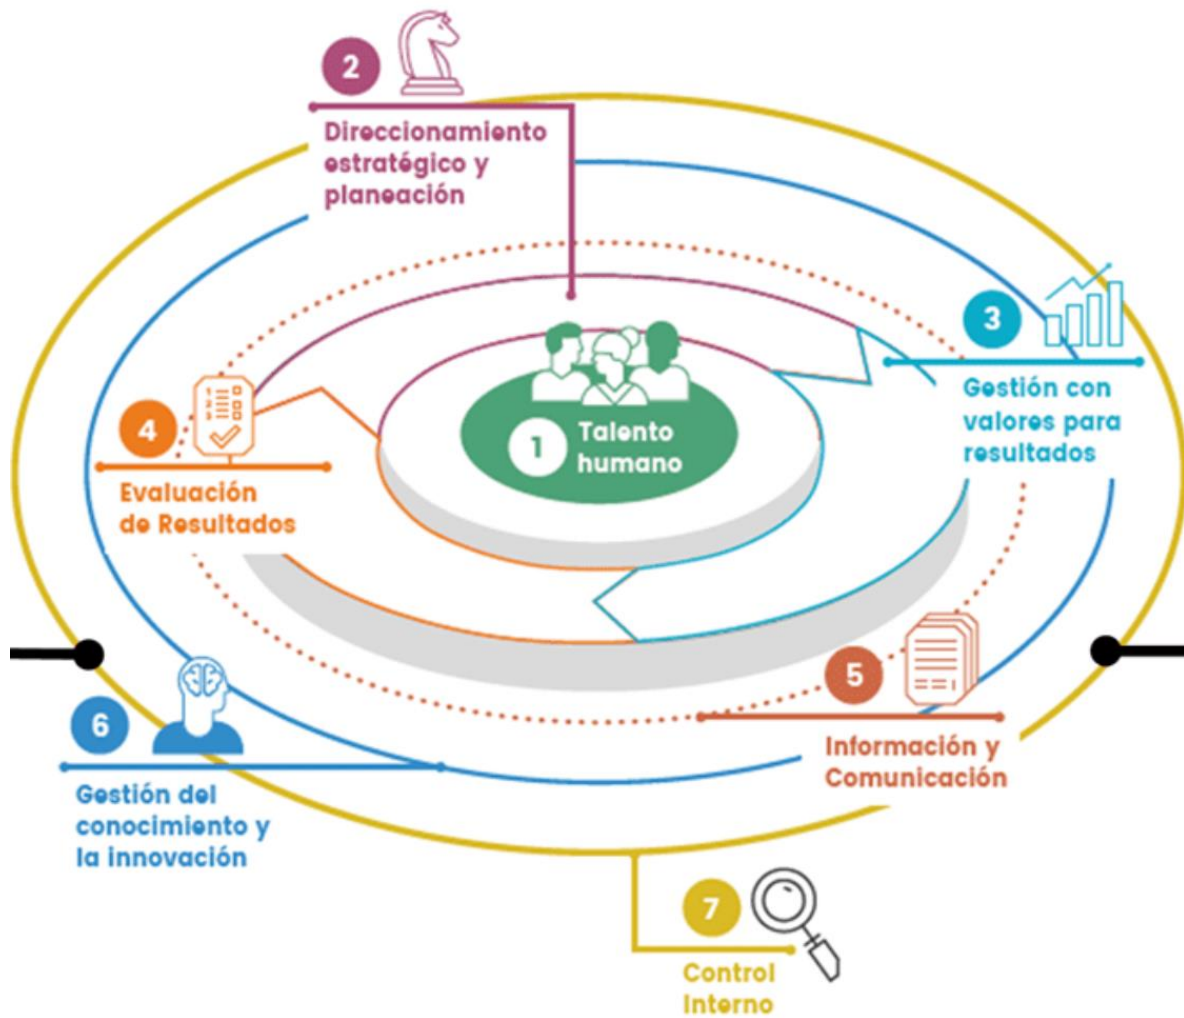 2
Direccionamiento
estratégico y
planeación
3
Gestión con
valores para
resultados
1
Talento
humano
4
Evaluación
de Resultados
5
Información y
Comunicación
6
Gestión del
conocimiento y
la innovación
7
Control
Interno